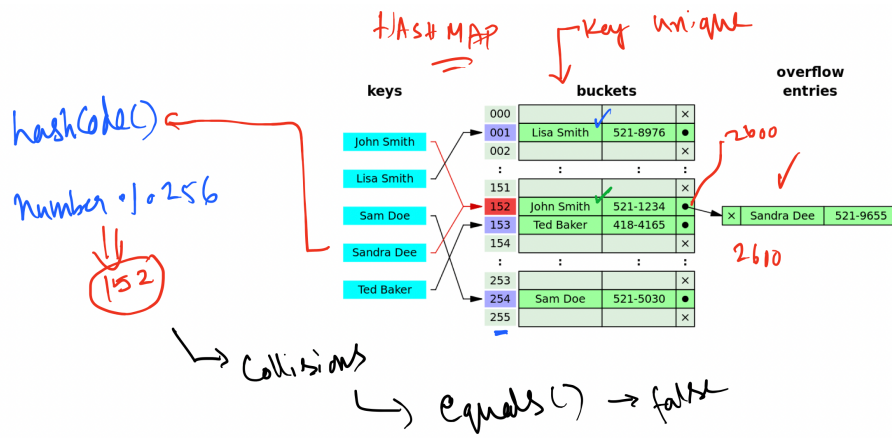 HASHMAP
Key unique
keys
buckets
overflow
entries
hashCode()
number % 256
152
John Smith
Lisa Smith
Sam Doe
Sandra Dee
Ted Baker
000 ×
001 Lisa Smith 521-8976 ●
002 ×
: : :
151 ×
152 John Smith 521-1234 ●
153 Ted Baker 418-4165 ●
154 ×
: : :
253 ×
254 Sam Doe 521-5030 ●
255 ×
2600
× Sandra Dee 521-9655
2610
Collisions
equals() → false